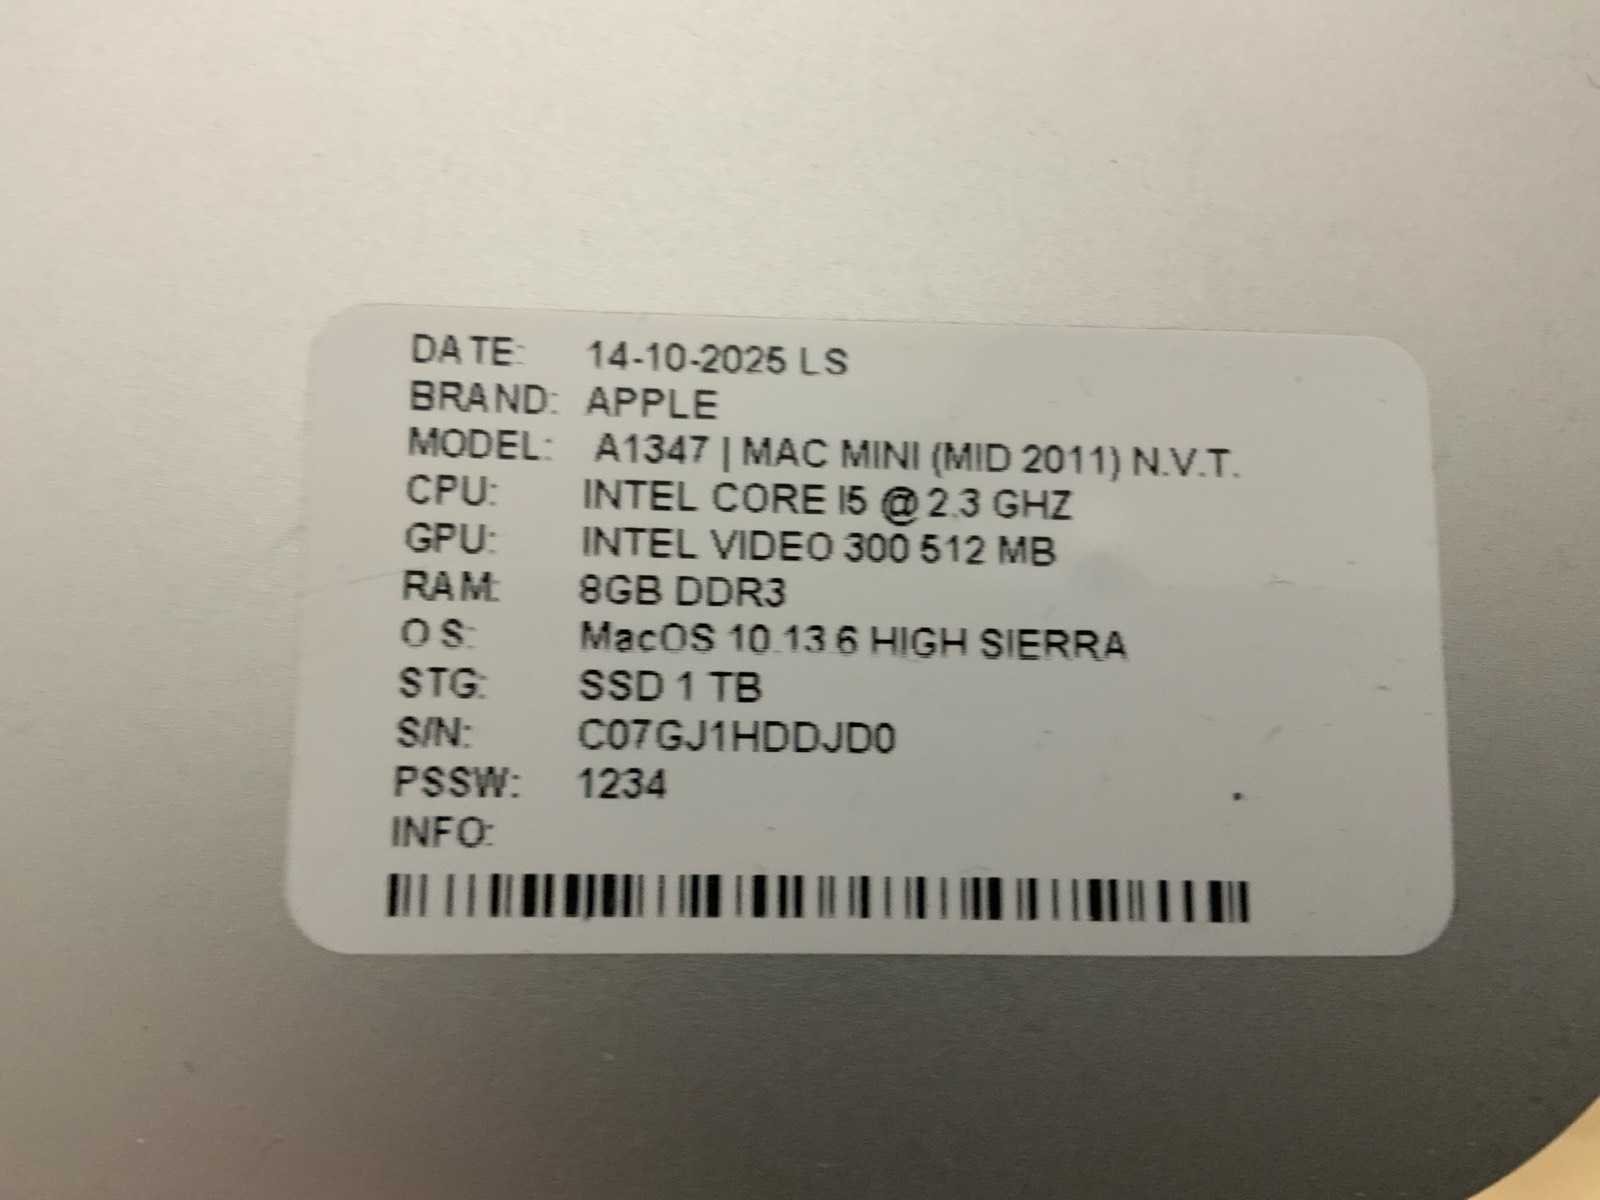 DATE: 14-10-2025 LS
BRAND: APPLE
MODEL: A1347 | MAC MINI (MID 2011) N.V.T.
CPU: INTEL CORE I5 @ 2.3 GHZ
GPU: INTEL VIDEO 300 512 MB
RAM: 8GB DDR3
OS: MacOS 10.13.6 HIGH SIERRA
STG: SSD 1 TB
S/N: C07GJ1HDDJD0
PSSW: 1234
INFO: